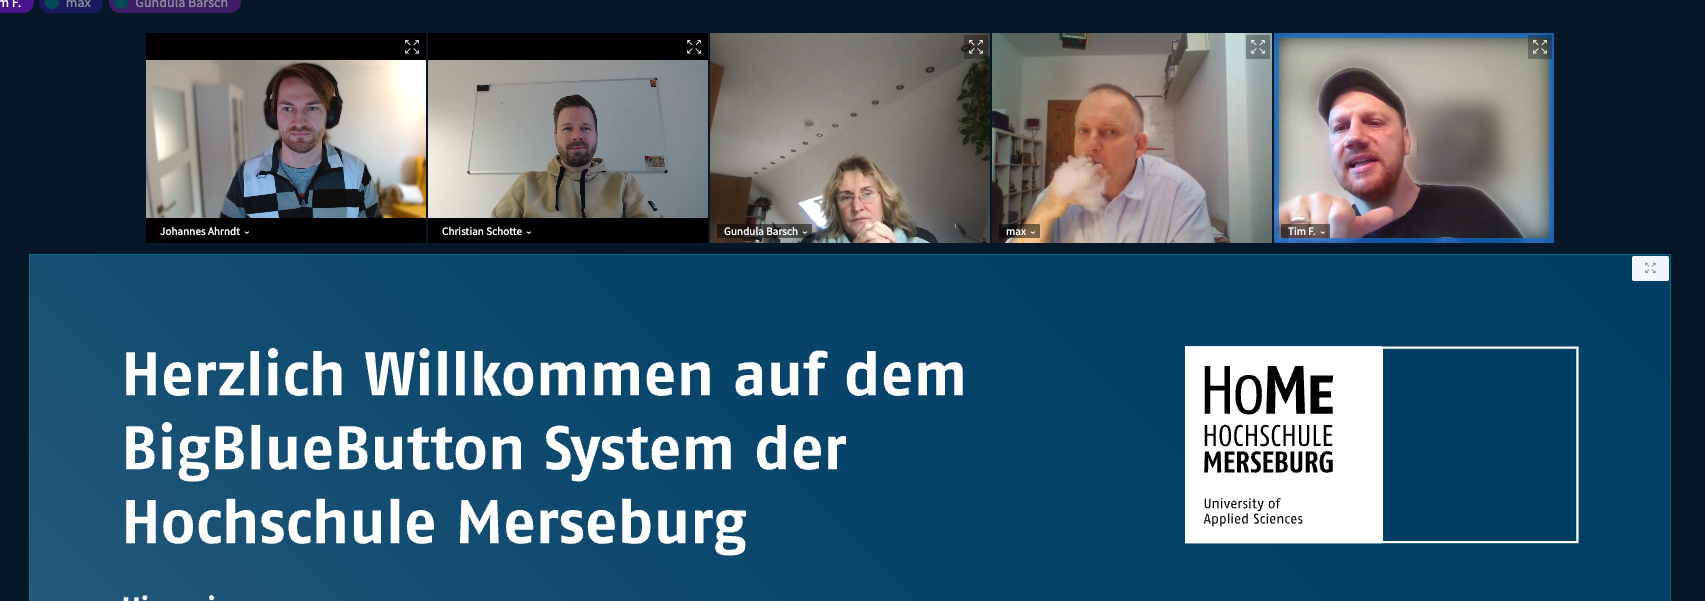 m F.
max
Gundula Barsch
Johannes Ahrndt
Christian Schotte
Gundula Barsch
max
Tim F.
Herzlich Willkommen auf dem
BigBlueButton System der
Hochschule Merseburg
HoMe
HOCHSCHULE
MERSEBURG
University of
Applied Sciences